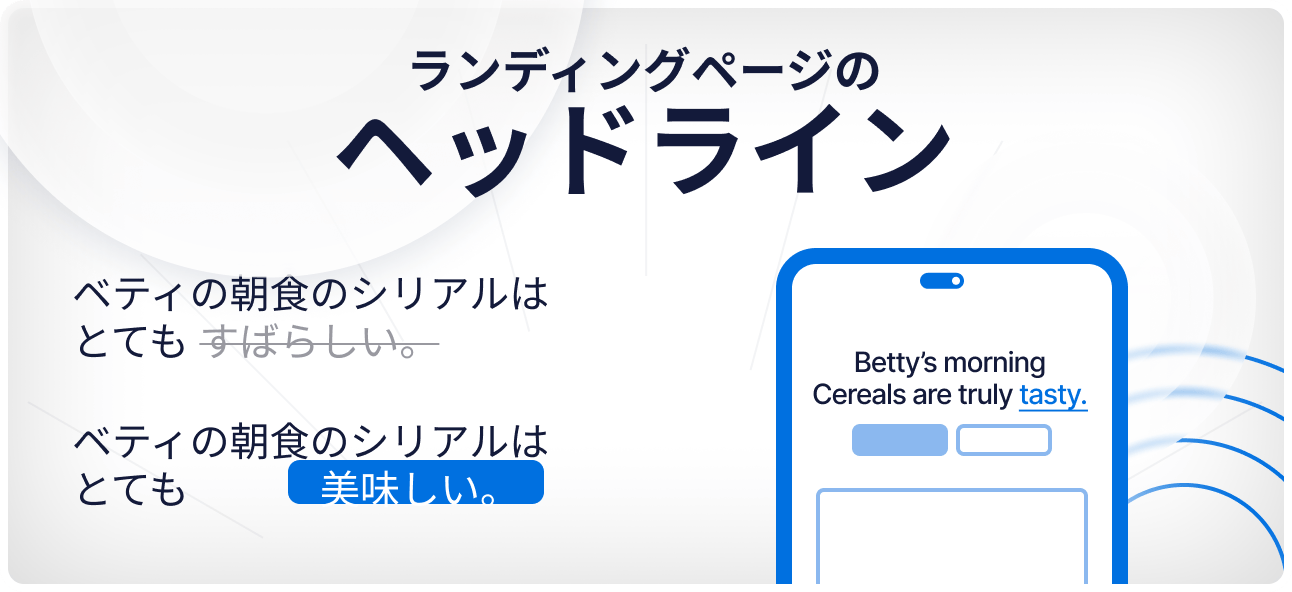 ランディングページの
ヘッドライン
ベティの朝食のシリアルは
とても すばらしい。
ベティの朝食のシリアルは
とても 美味しい。
Betty’s morning
Cereals are truly tasty.